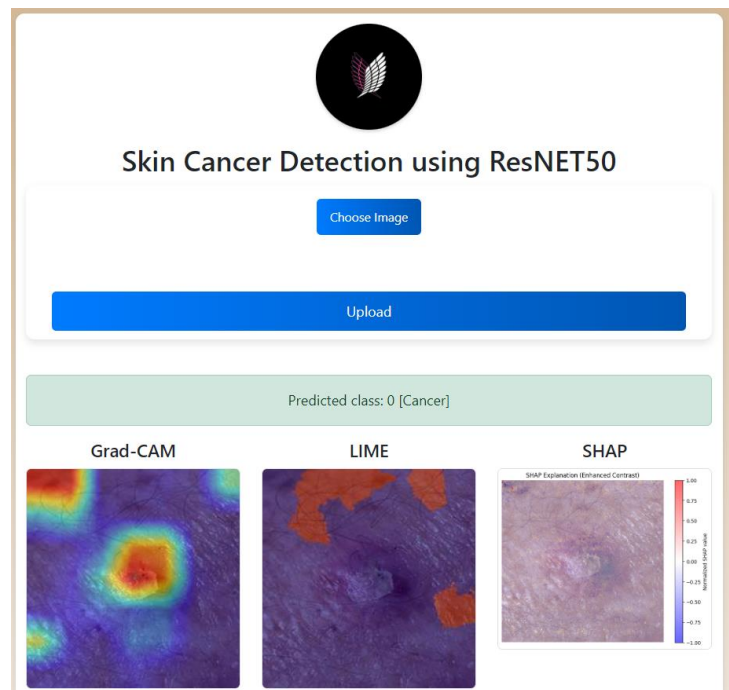 Skin Cancer Detection using ResNET50
Choose Image
Upload
Predicted class: 0 [Cancer]
Grad-CAM
LIME
SHAP
SHAP Explanation (Enhanced Contrast)
1.00
0.75
0.50
0.25
0.00
−0.25
−0.50
−0.75
−1.00
Normalized SHAP value